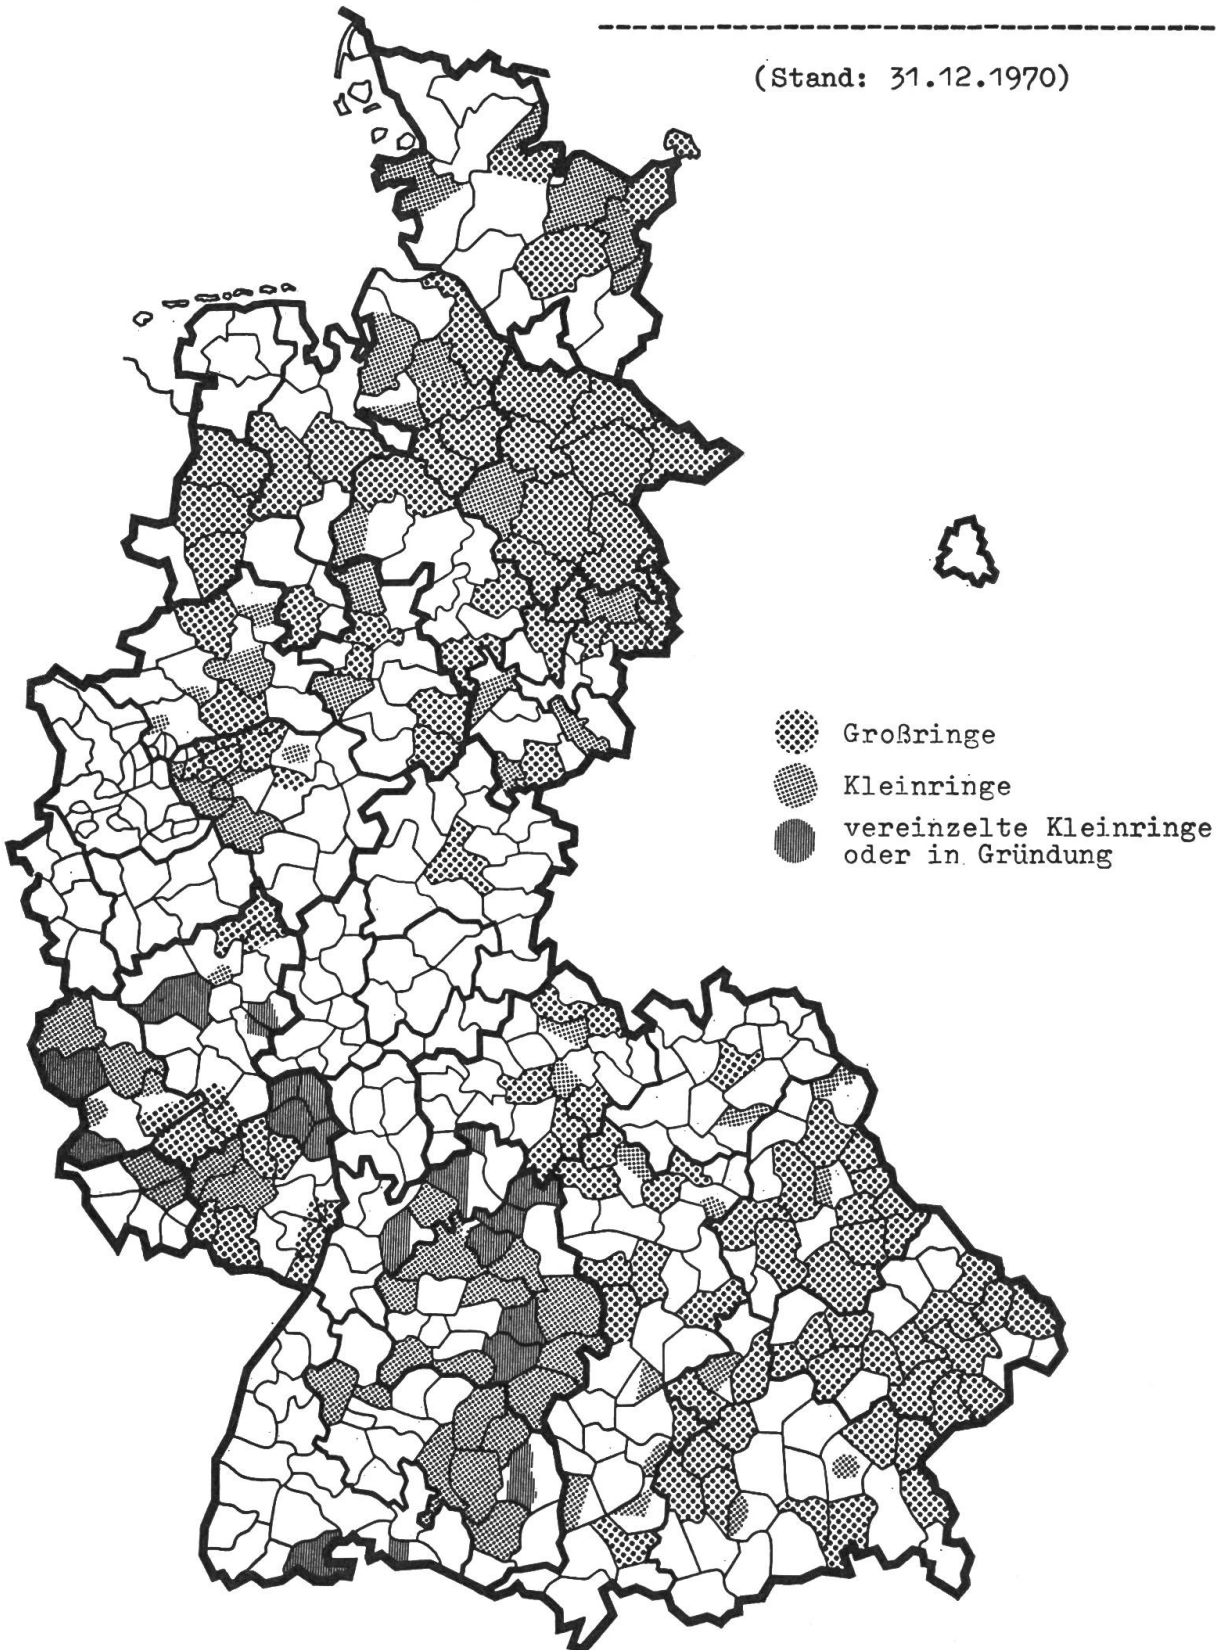 (Stand: 31.12.1970)
Großringe
Kleinringe
vereinzelte Kleinringe
oder in Gründung